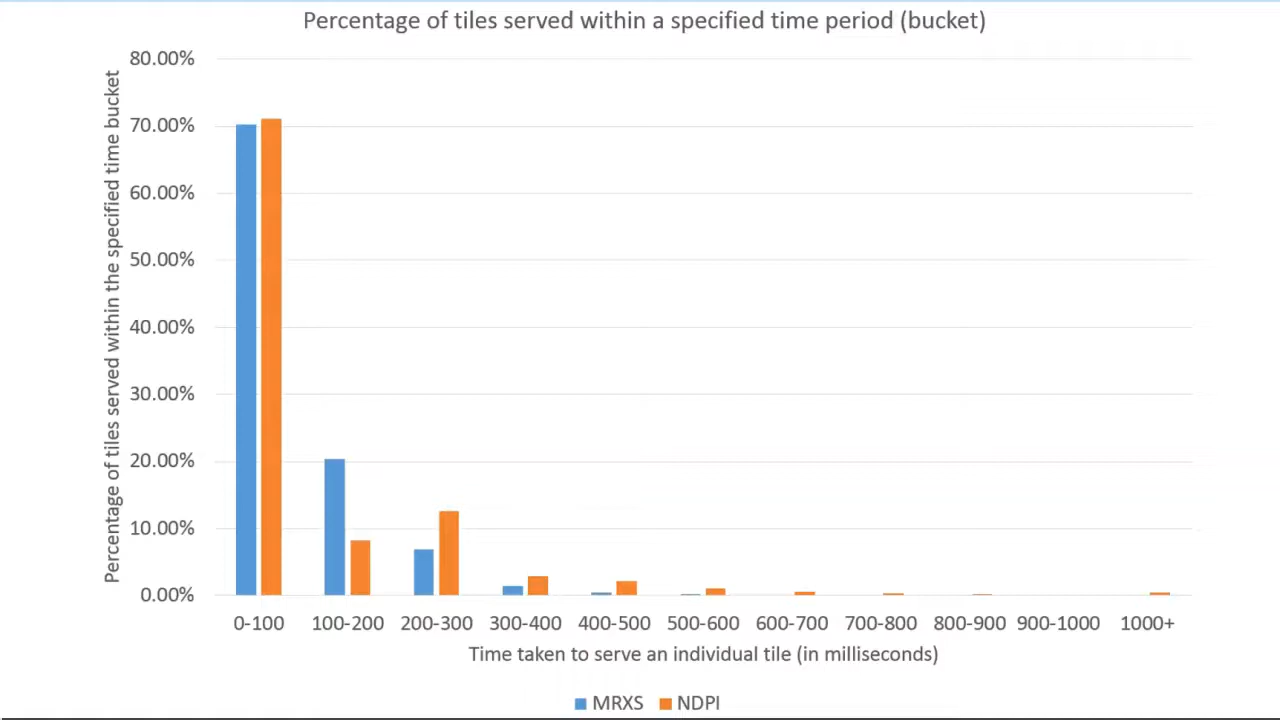 Percentage of tiles served within a specified time period (bucket)
Percentage of tiles served within the specified time bucket
80.00%
70.00%
60.00%
50.00%
40.00%
30.00%
20.00%
10.00%
0.00%
0-100 100-200 200-300 300-400 400-500 500-600 600-700 700-800 800-900 900-1000 1000+
Time taken to serve an individual tile (in milliseconds)
MRXS NDPI